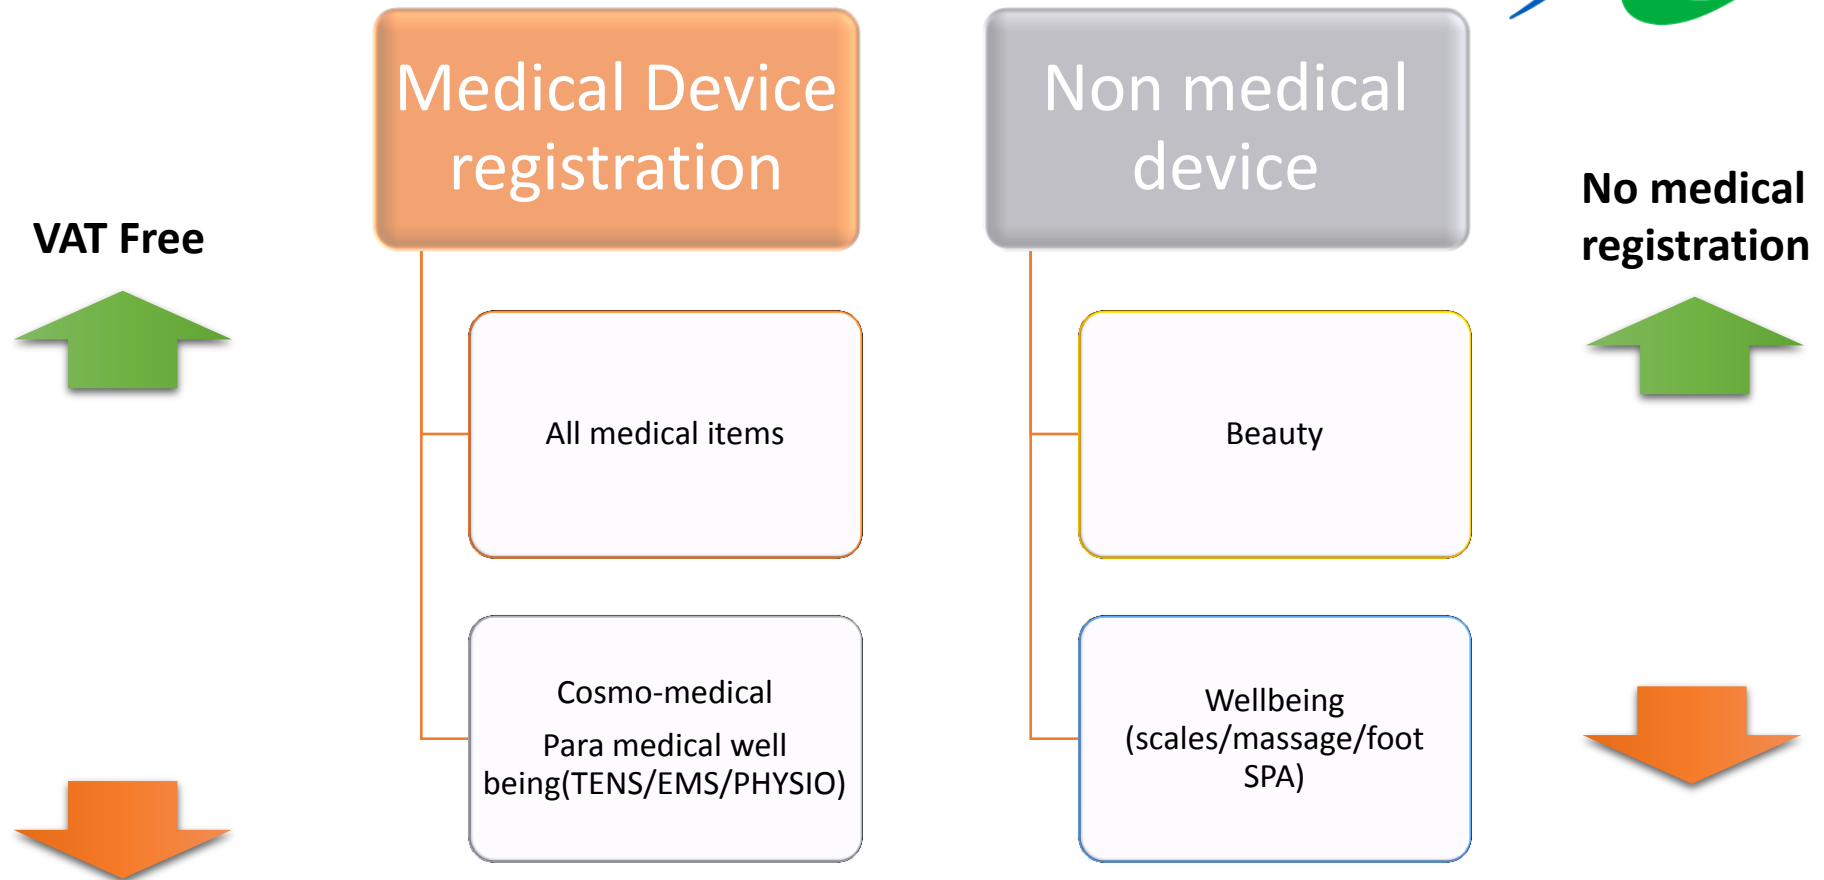 Medical Device
registration
Non medical
device
VAT Free
No medical
registration
All medical items
Beauty
Cosmo-medical
Para medical well
being(TENS/EMS/PHYSIO)
Wellbeing
(scales/massage/foot
SPA)